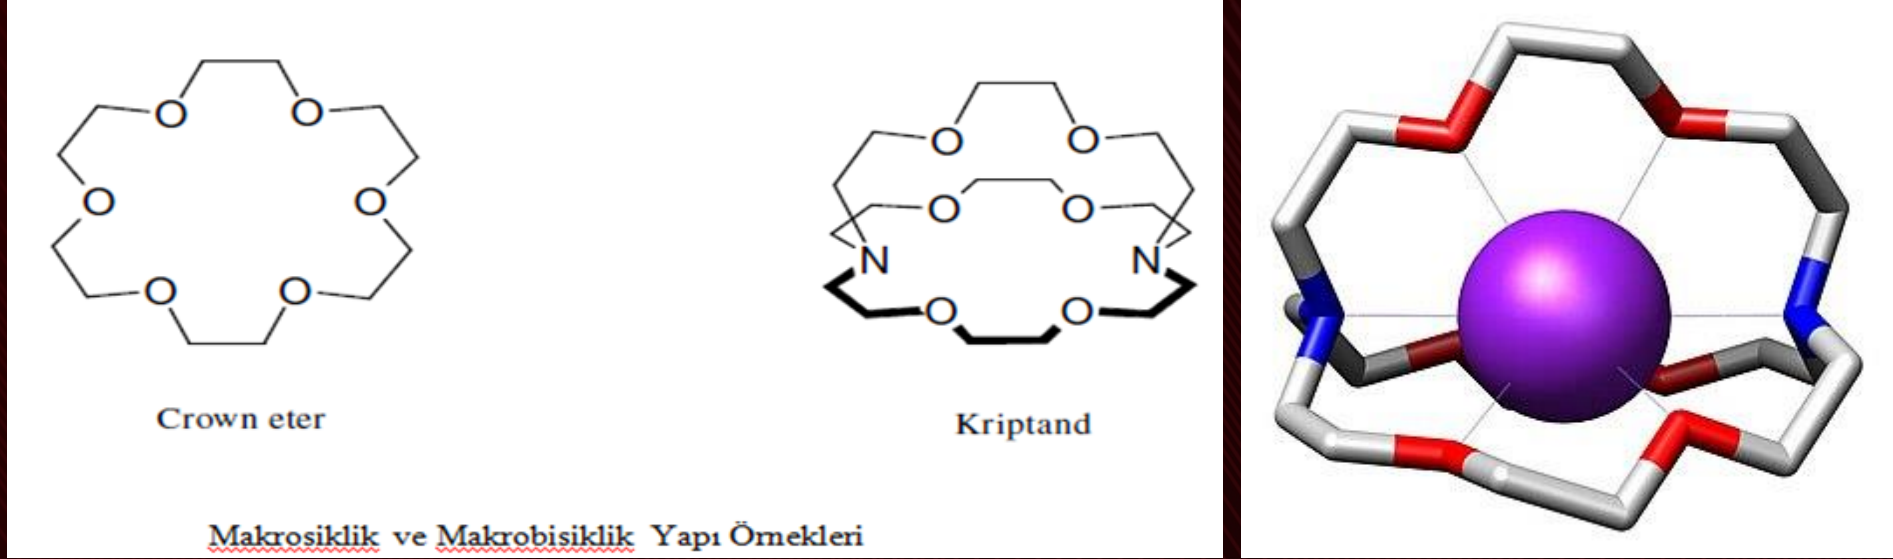 O O
O O
O O
Crown eter
O O
O O
N N
O O
Kriptand
Makrosiklik ve Makrobisiklik Yapı Örnekleri